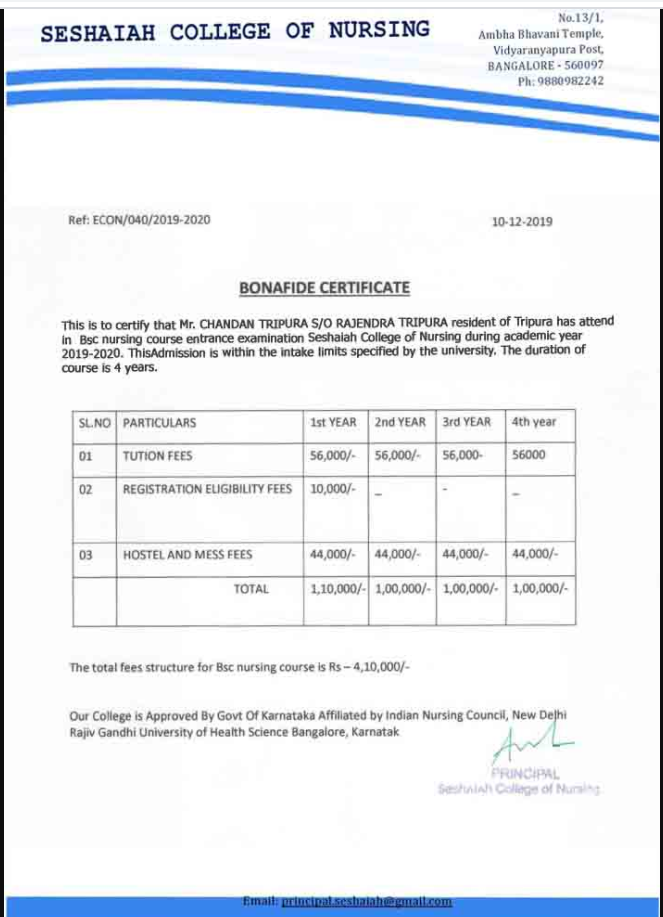 SESHAIAH COLLEGE OF NURSING
No.13/1,
Ambha Bhavani Temple,
Vidyaranyapura Post,
BANGALORE - 560097
Ph: 9880982242
Ref: ECON/040/2019-2020
10-12-2019
BONAFIDE CERTIFICATE
This is to certify that Mr. CHANDAN TRIPURA S/O RAJENDRA TRIPURA resident of Tripura has attend
in Bsc nursing course entrance examination Seshaiah College of Nursing during academic year
2019-2020. ThisAdmission is within the intake limits specified by the university. The duration of
course is 4 years.
SL.NO PARTICULARS 1st YEAR 2nd YEAR 3rd YEAR 4th year
01 TUTION FEES 56,000/- 56,000/- 56,000- 56000
02 REGISTRATION ELIGIBILITY FEES 10,000/- _ - _
03 HOSTEL AND MESS FEES 44,000/- 44,000/- 44,000/- 44,000/-
TOTAL 1,10,000/- 1,00,000/- 1,00,000/- 1,00,000/-
The total fees structure for Bsc nursing course is Rs – 4,10,000/-
Our College is Approved By Govt Of Karnataka Affiliated by Indian Nursing Council, New Delhi
Rajiv Gandhi University of Health Science Bangalore, Karnatak
PRINCIPAL
Seshaiah College of Nursing
Email: principal.seshaiah@gmail.com